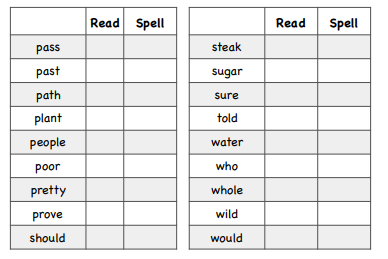 Read Spell
pass
past
path
plant
people
poor
pretty
prove
should
Read Spell
steak
sugar
sure
told
water
who
whole
wild
would